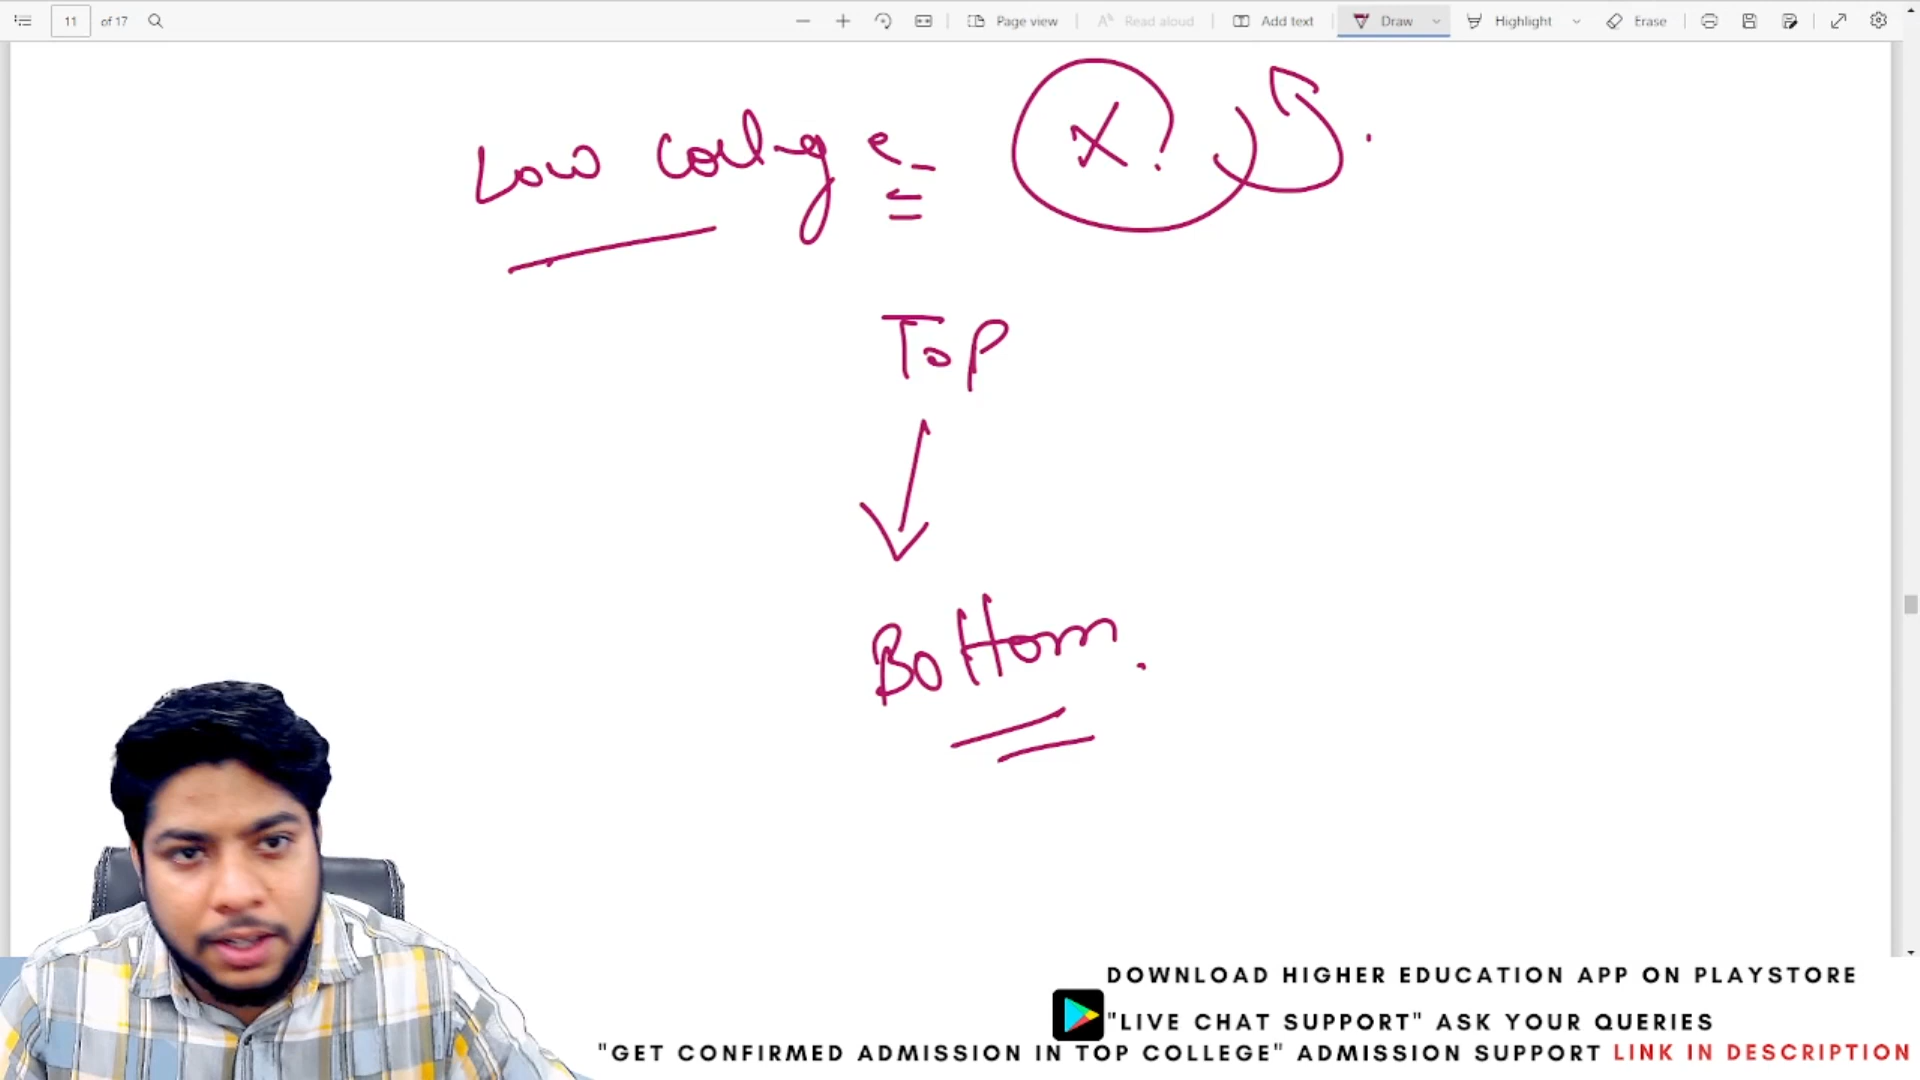 11 of 17 Page view Read aloud Add text Draw Highlight Erase
Low college X?
Top
Bottom.
DOWNLOAD HIGHER EDUCATION APP ON PLAYSTORE
"LIVE CHAT SUPPORT" ASK YOUR QUERIES
"GET CONFIRMED ADMISSION IN TOP COLLEGE" ADMISSION SUPPORT LINK IN DESCRIPTION